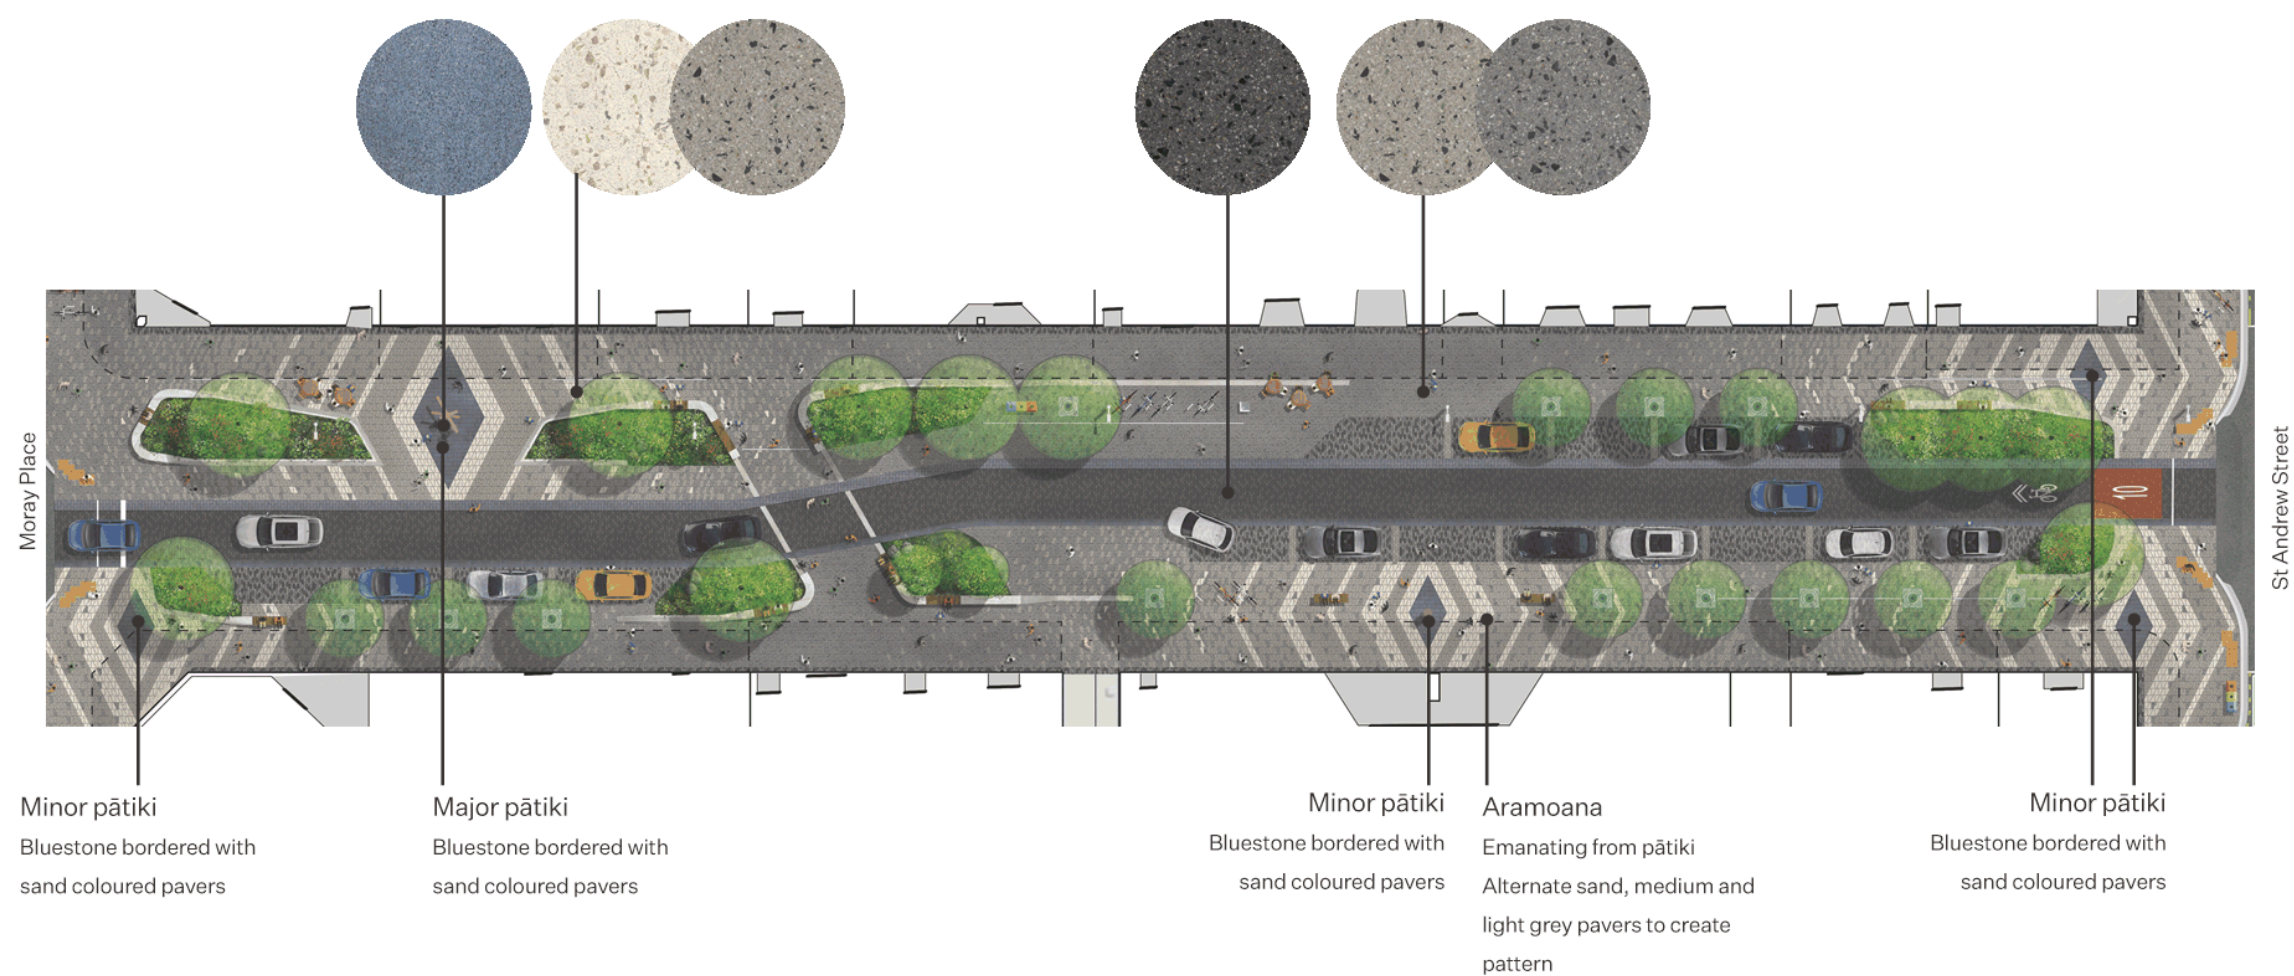 Moray Place
St Andrew Street
10
Minor pātiki
Bluestone bordered with
sand coloured pavers
Major pātiki
Bluestone bordered with
sand coloured pavers
Minor pātiki
Bluestone bordered with
sand coloured pavers
Aramoana
Emanating from pātiki
Alternate sand, medium and
light grey pavers to create
pattern
Minor pātiki
Bluestone bordered with
sand coloured pavers